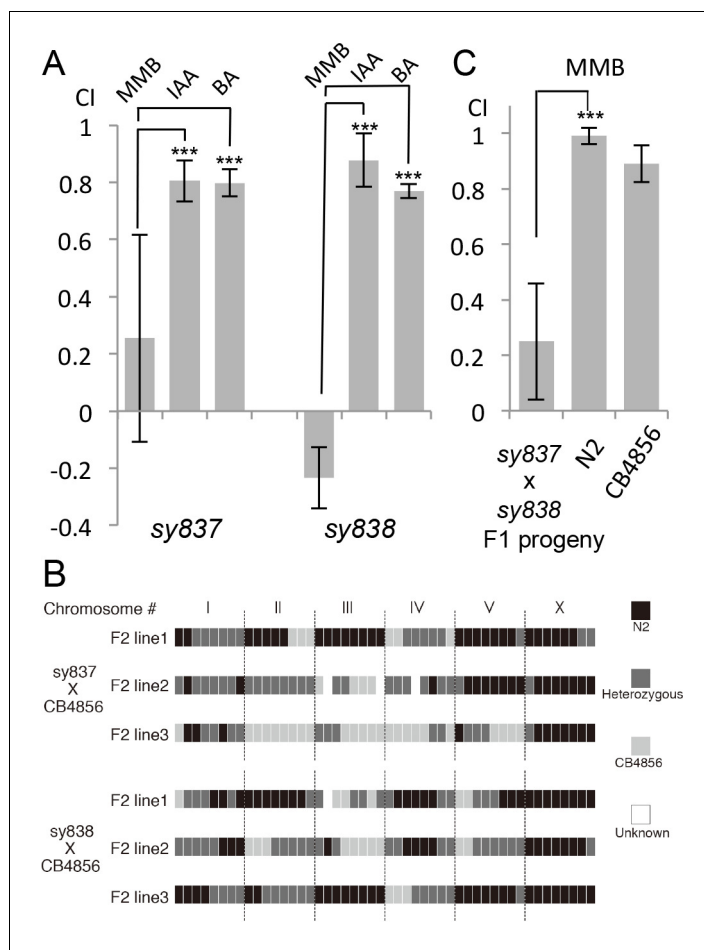 A
MMB
IAA
BA
MMB
IAA
BA
CI
1
0.8
0.6
0.4
0.2
0
-0.2
-0.4
***
***
***
***
sy837
sy838
C
MMB
CI
1
0.8
0.6
0.4
0.2
0
***
sy837
x
sy838
F1 progeny
N2
CB4856
B
Chromosome # I II III IV V X
sy837
X
CB4856
F2 line1
F2 line2
F2 line3
sy838
X
CB4856
F2 line1
F2 line2
F2 line3
N2
Heterozygous
CB4856
Unknown